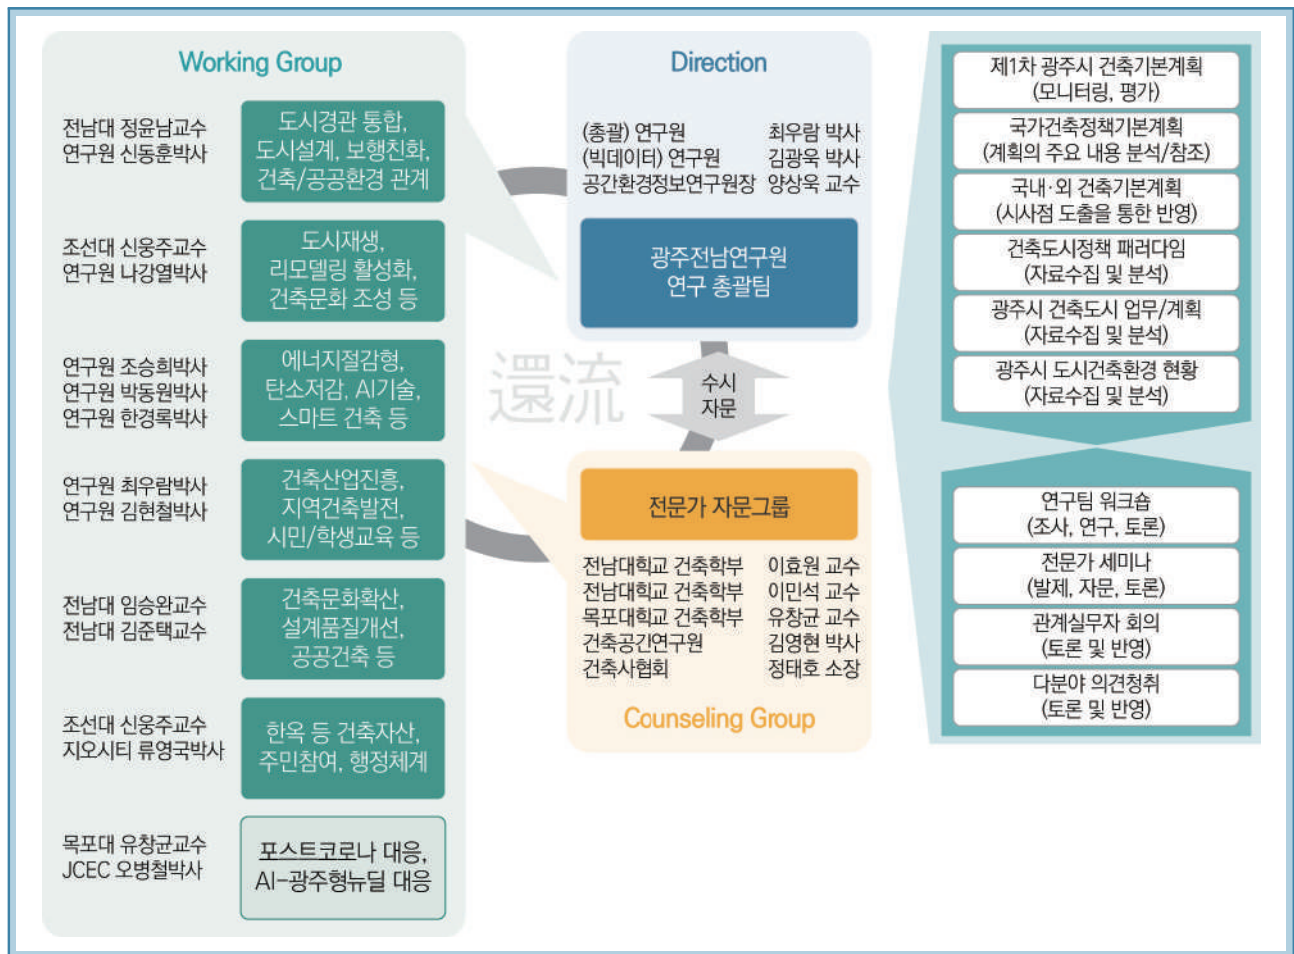 Working Group
전남대 정윤남교수
연구원 신동훈박사
도시경관 통합,
도시설계, 보행친화,
건축/공공환경 관계
조선대 신웅주교수
연구원 나강열박사
도시재생,
리모델링 활성화,
건축문화 조성 등
연구원 조승희박사
연구원 박동원박사
연구원 한경록박사
에너지절감형,
탄소저감, AI기술,
스마트 건축 등
연구원 최우람박사
연구원 김현철박사
건축산업진흥,
지역건축발전,
시민/학생교육 등
전남대 임승완교수
전남대 김준택교수
건축문화확산,
설계품질개선,
공공건축 등
조선대 신웅주교수
지오시티 류영국박사
한옥 등 건축자산,
주민참여, 행정체계
목포대 유창균교수
JCEC 오병철박사
포스트코로나 대응,
AI-광주형뉴딜 대응
還流
Direction
(총괄) 연구원 최우람 박사
(빅데이터) 연구원 김광욱 박사
공간환경정보연구원장 양상욱 교수
광주전남연구원
연구 총괄팀
수시
자문
전문가 자문그룹
전남대학교 건축학부 이효원 교수
전남대학교 건축학부 이민석 교수
목포대학교 건축학부 유창균 교수
건축공간연구원 김영현 박사
건축사협회 정태호 소장
Counseling Group
제1차 광주시 건축기본계획
(모니터링, 평가)
국가건축정책기본계획
(계획의 주요 내용 분석/참조)
국내·외 건축기본계획
(시사점 도출을 통한 반영)
건축도시정책 패러다임
(자료수집 및 분석)
광주시 건축도시 업무/계획
(자료수집 및 분석)
광주시 도시건축환경 현황
(자료수집 및 분석)
연구팀 워크숍
(조사, 연구, 토론)
전문가 세미나
(발제, 자문, 토론)
관계실무자 회의
(토론 및 반영)
다분야 의견청취
(토론 및 반영)